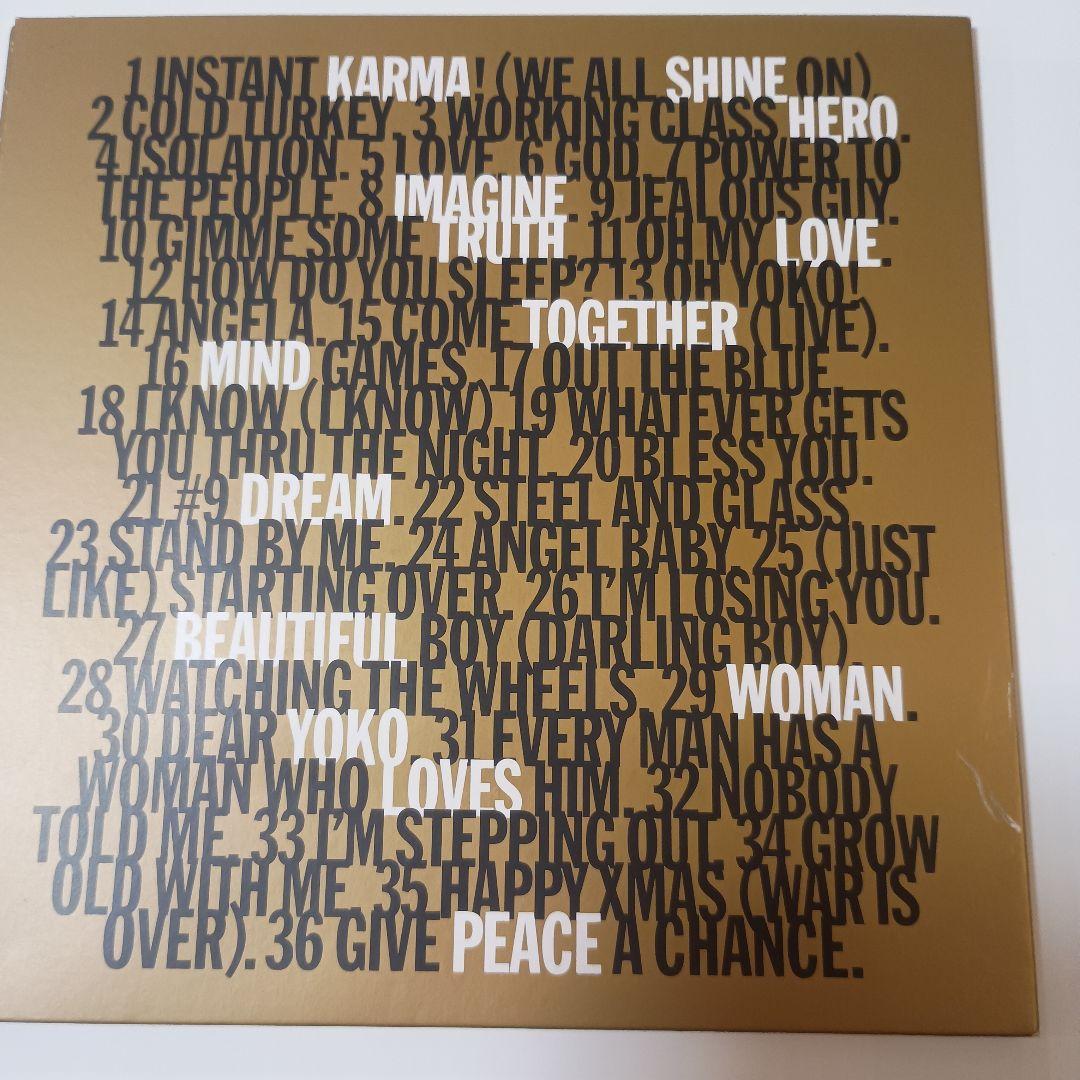 1 INSTANT KARMA! (WE ALL SHINE ON)
2 COLD TURKEY. 3 WORKING CLASS HERO.
4 ISOLATION. 5 LOVE. 6 GOD. 7 POWER TO
THE PEOPLE. 8 IMAGINE. 9 JEALOUS GUY.
10 GIMME SOME TRUTH. 11 OH MY LOVE.
12 HOW DO YOU SLEEP? 13 OH YOKO!
14 ANGELA. 15 COME TOGETHER (LIVE).
16 MIND GAMES. 17 OUT THE BLUE.
18 I KNOW (I KNOW). 19 WHATEVER GETS
YOU THRU THE NIGHT. 20 BLESS YOU.
21 #9 DREAM. 22 STEEL AND GLASS.
23 STAND BY ME. 24 ANGEL BABY. 25 (JUST
LIKE) STARTING OVER. 26 I'M LOSING YOU.
27 BEAUTIFUL BOY (DARLING BOY).
28 WATCHING THE WHEELS. 29 WOMAN.
30 DEAR YOKO. 31 EVERY MAN HAS A
WOMAN WHO LOVES HIM. 32 NOBODY
TOLD ME. 33 I'M STEPPING OUT. 34 GROW
OLD WITH ME. 35 HAPPY XMAS (WAR IS
OVER). 36 GIVE PEACE A CHANCE.